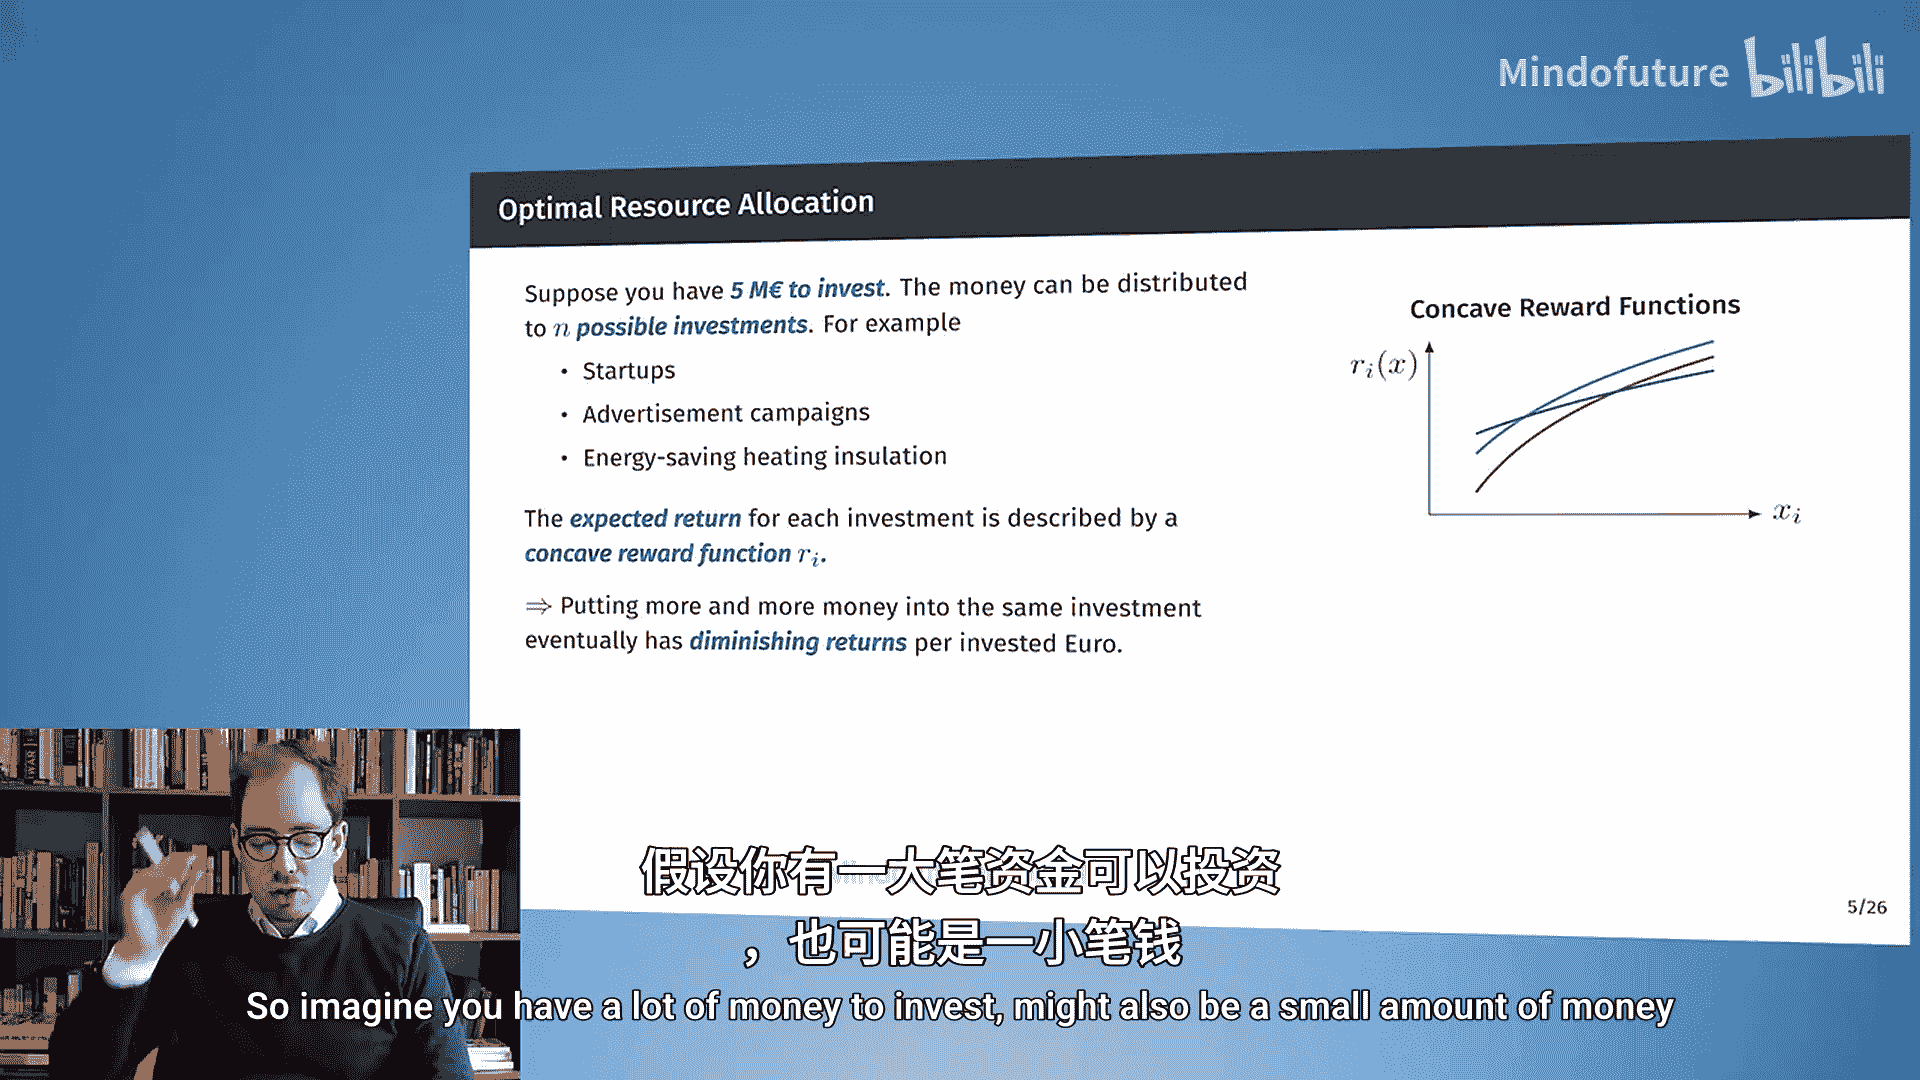 Mindofuture bilibili
Optimal Resource Allocation
Suppose you have 5 M€ to invest. The money can be distributed
to n possible investments. For example
• Startups
• Advertisement campaigns
• Energy-saving heating insulation
The expected return for each investment is described by a
concave reward function rᵢ.
⇒ Putting more and more money into the same investment
eventually has diminishing returns per invested Euro.
Concave Reward Functions
rᵢ(x)
xᵢ
5/26
WAR
假设你有一大笔资金可以投资
，也可能是一小笔钱
So imagine you have a lot of money to invest, might also be a small amount of money